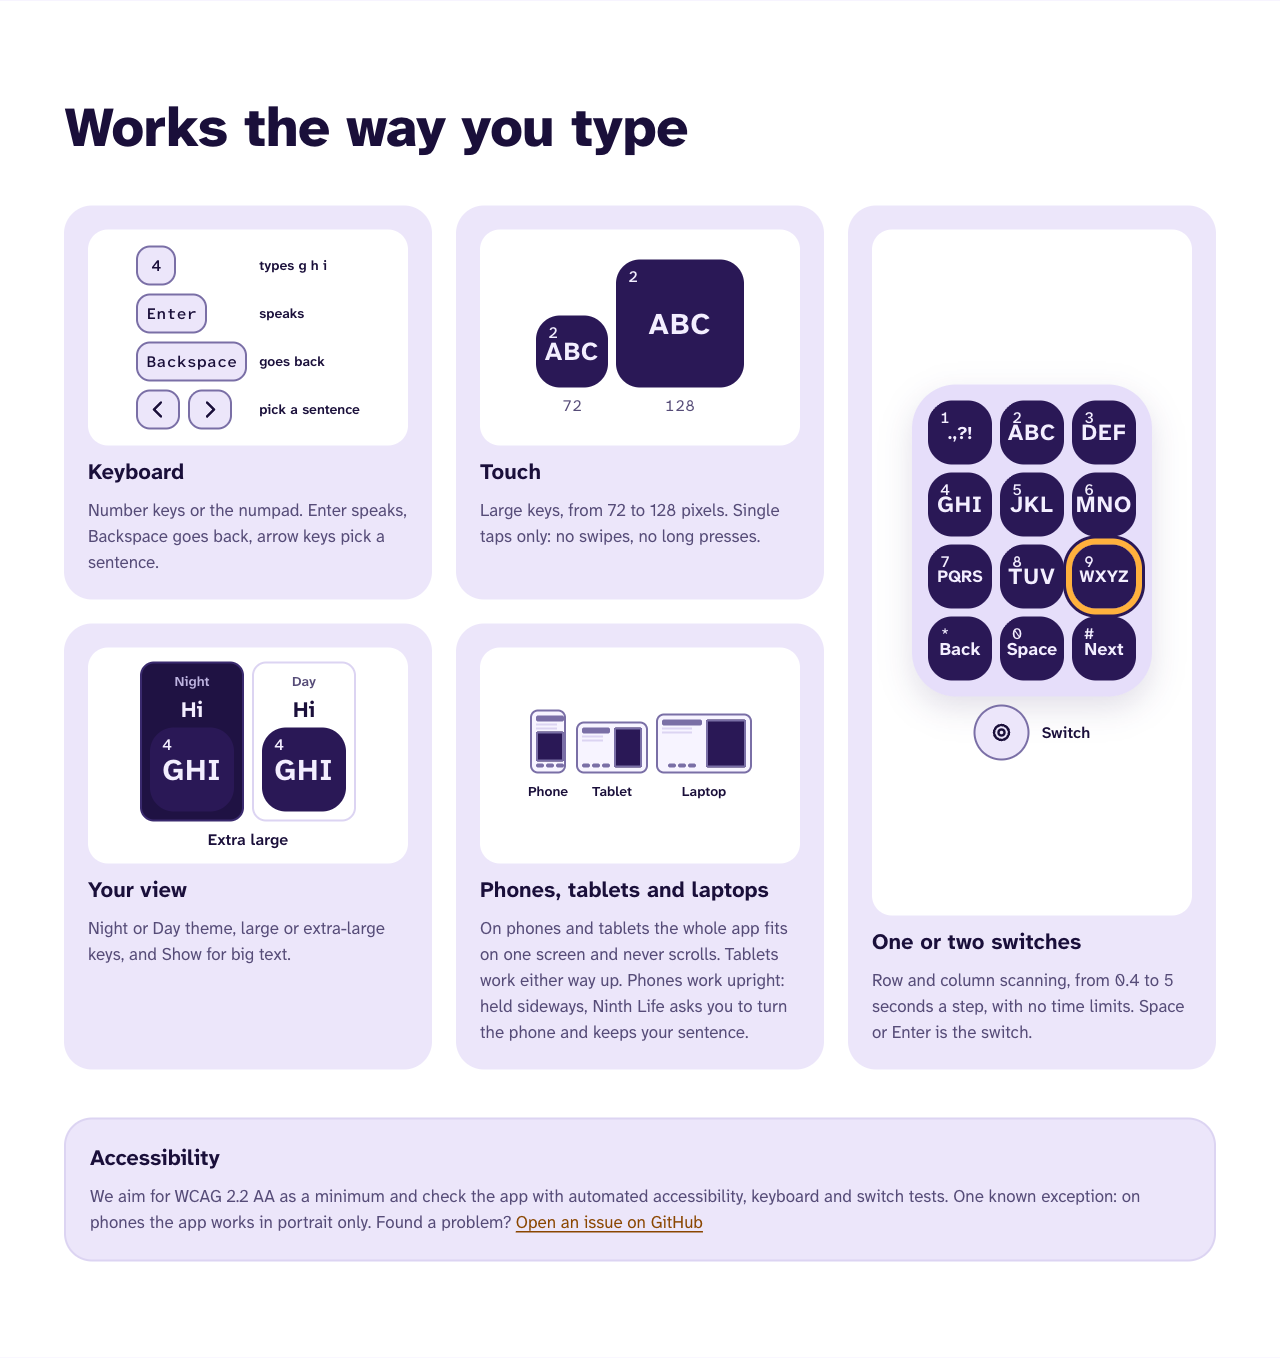 Works the way you type
4 types g h i
Enter speaks
Backspace goes back
pick a sentence
Keyboard
Number keys or the numpad. Enter speaks,
Backspace goes back, arrow keys pick a
sentence.
2
ABC
72
2
ABC
128
Touch
Large keys, from 72 to 128 pixels. Single
taps only: no swipes, no long presses.
1 2 3
.,?! ABC DEF
4 5 6
GHI JKL MNO
7 8 9
PQRS TUV WXYZ
* 0 #
Back Space Next
Switch
One or two switches
Row and column scanning, from 0.4 to 5
seconds a step, with no time limits. Space
or Enter is the switch.
Night Day
Hi Hi
4 4
GHI GHI
Extra large
Your view
Night or Day theme, large or extra-large
keys, and Show for big text.
Phone Tablet Laptop
Phones, tablets and laptops
On phones and tablets the whole app fits
on one screen and never scrolls. Tablets
work either way up. Phones work upright:
held sideways, Ninth Life asks you to turn
the phone and keeps your sentence.
Accessibility
We aim for WCAG 2.2 AA as a minimum and check the app with automated accessibility, keyboard and switch tests. One known exception: on
phones the app works in portrait only. Found a problem? Open an issue on GitHub